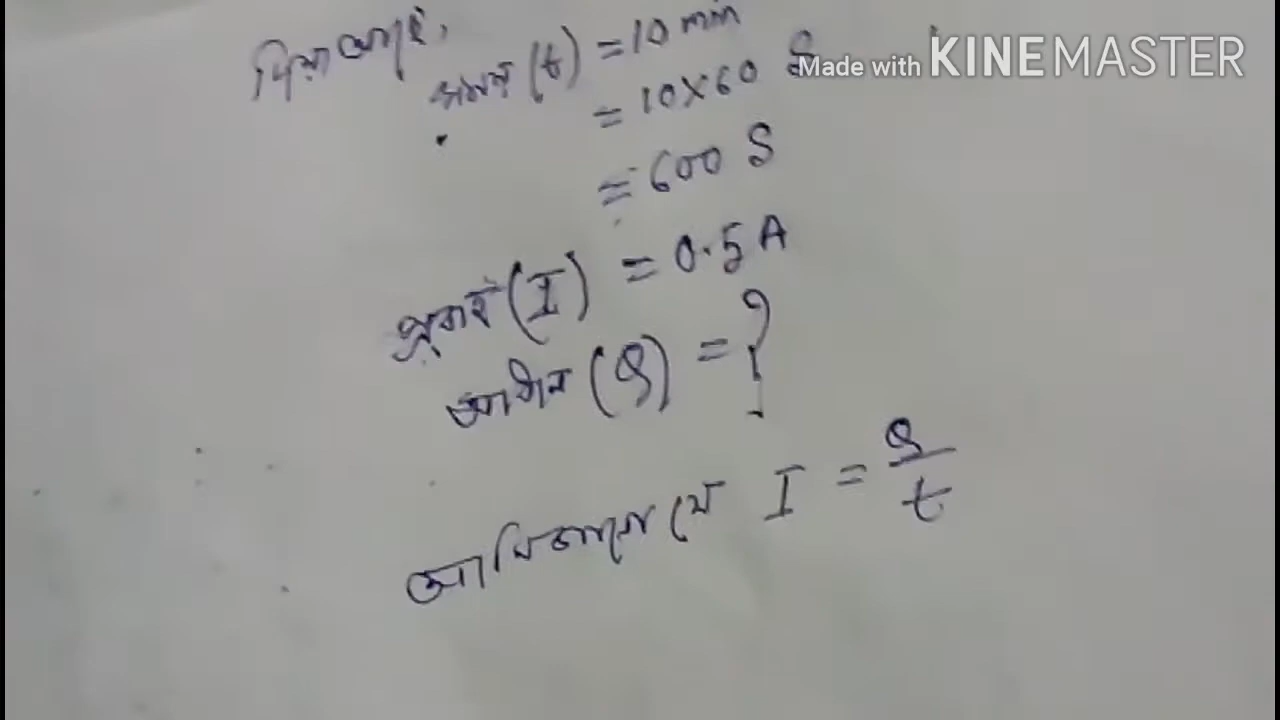 দিয়া আছে,
সময় (t) = 10 min
= 10×60 S
= 600 S
প্ৰবাহ (I) = 0.5 A
আধান (Q) = ?
আমি জানো যে I = Q/t
Made with KINEMASTER